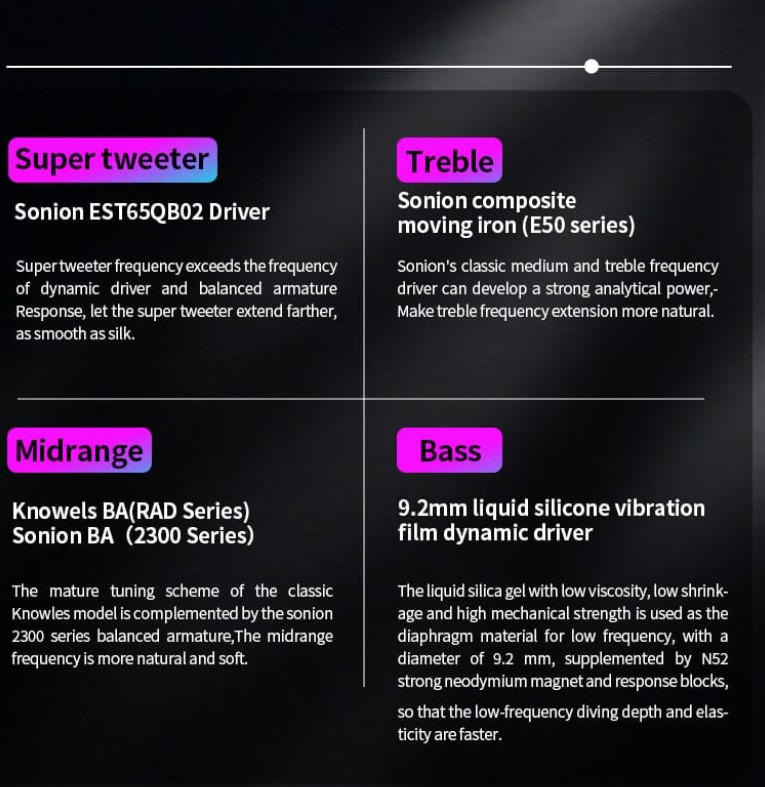 Super tweeter
Sonion EST65QB02 Driver
Super tweeter frequency exceeds the frequency
of dynamic driver and balanced armature
Response, let the super tweeter extend farther,
as smooth as silk.
Treble
Sonion composite
moving iron (E50 series)
Sonion's classic medium and treble frequency
driver can develop a strong analytical power,-
Make treble frequency extension more natural.
Midrange
Knowels BA(RAD Series)
Sonion BA（2300 Series）
The mature tuning scheme of the classic
Knowles model is complemented by the sonion
2300 series balanced armature,The midrange
frequency is more natural and soft.
Bass
9.2mm liquid silicone vibration
film dynamic driver
The liquid silica gel with low viscosity, low shrink-
age and high mechanical strength is used as the
diaphragm material for low frequency, with a
diameter of 9.2 mm, supplemented by N52
strong neodymium magnet and response blocks,
so that the low-frequency diving depth and elas-
ticity are faster.